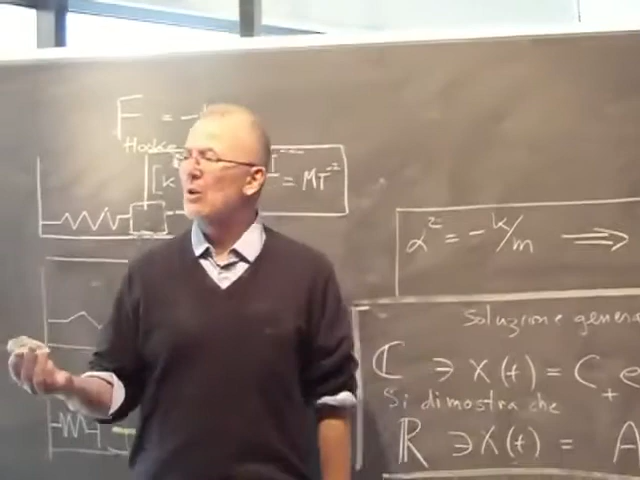 F = -
Hooke
[k = MT⁻²
α² = -k/m ⟹
Soluzione genera
ℂ ∋ X(t) = C₊e
Si dimostra che
ℝ ∋ X(t) = A